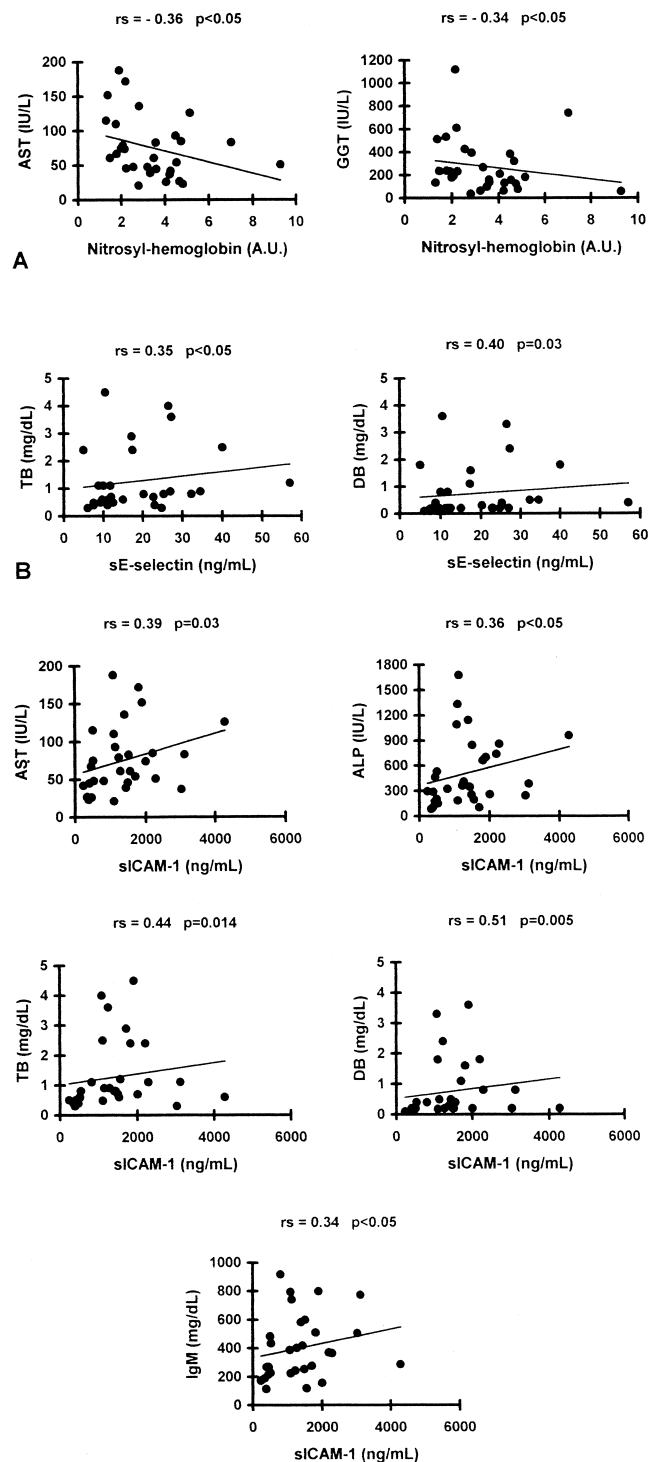 rs = - 0.36 p<0.05
200
150
100
50
0
AST (IU/L)
0 2 4 6 8 10
Nitrosyl-hemoglobin (A.U.)
rs = - 0.34 p<0.05
1200
1000
800
600
400
200
0
GGT (IU/L)
0 2 4 6 8 10
Nitrosyl-hemoglobin (A.U.)
A
rs = 0.35 p<0.05
5
4
3
2
1
0
TB (mg/dL)
0 10 20 30 40 50 60
sE-selectin (ng/mL)
rs = 0.40 p=0.03
5
4
3
2
1
0
DB (mg/dL)
0 10 20 30 40 50 60
sE-selectin (ng/mL)
B
rs = 0.39 p=0.03
200
150
100
50
0
AST (IU/L)
0 2000 4000 6000
sICAM-1 (ng/mL)
rs = 0.36 p<0.05
1800
1500
1200
900
600
300
0
ALP (IU/L)
0 2000 4000 6000
sICAM-1 (ng/mL)
rs = 0.44 p=0.014
5
4
3
2
1
0
TB (mg/dL)
0 2000 4000 6000
sICAM-1 (ng/mL)
rs = 0.51 p=0.005
5
4
3
2
1
0
DB (mg/dL)
0 2000 4000 6000
sICAM-1 (ng/mL)
rs = 0.34 p<0.05
1000
800
600
400
200
0
IgM (mg/dL)
0 2000 4000 6000
sICAM-1 (ng/mL)